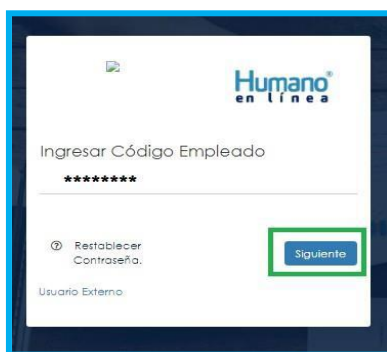 Humano®
en línea
Ingresar Código Empleado
********
Restablecer
Contraseña.
Siguiente
Usuario Externo